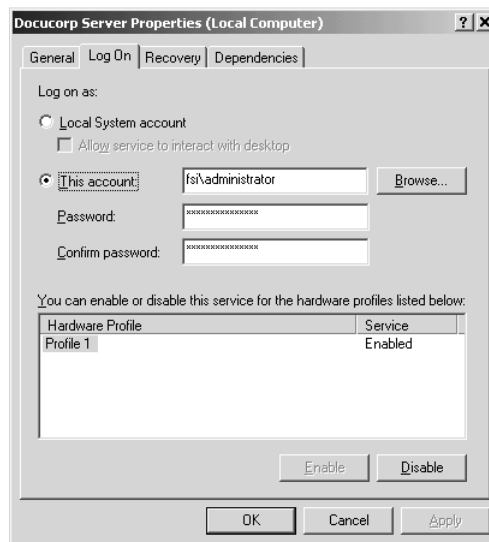 Docucorp Server Properties (Local Computer)
General Log On Recovery Dependencies
Log on as:
Local System account
Allow service to interact with desktop
This account: fsi\administrator Browse...
Password: ***************
Confirm password: ***************
You can enable or disable this service for the hardware profiles listed below:
Hardware Profile Service
Profile 1 Enabled
Enable Disable
OK Cancel Apply